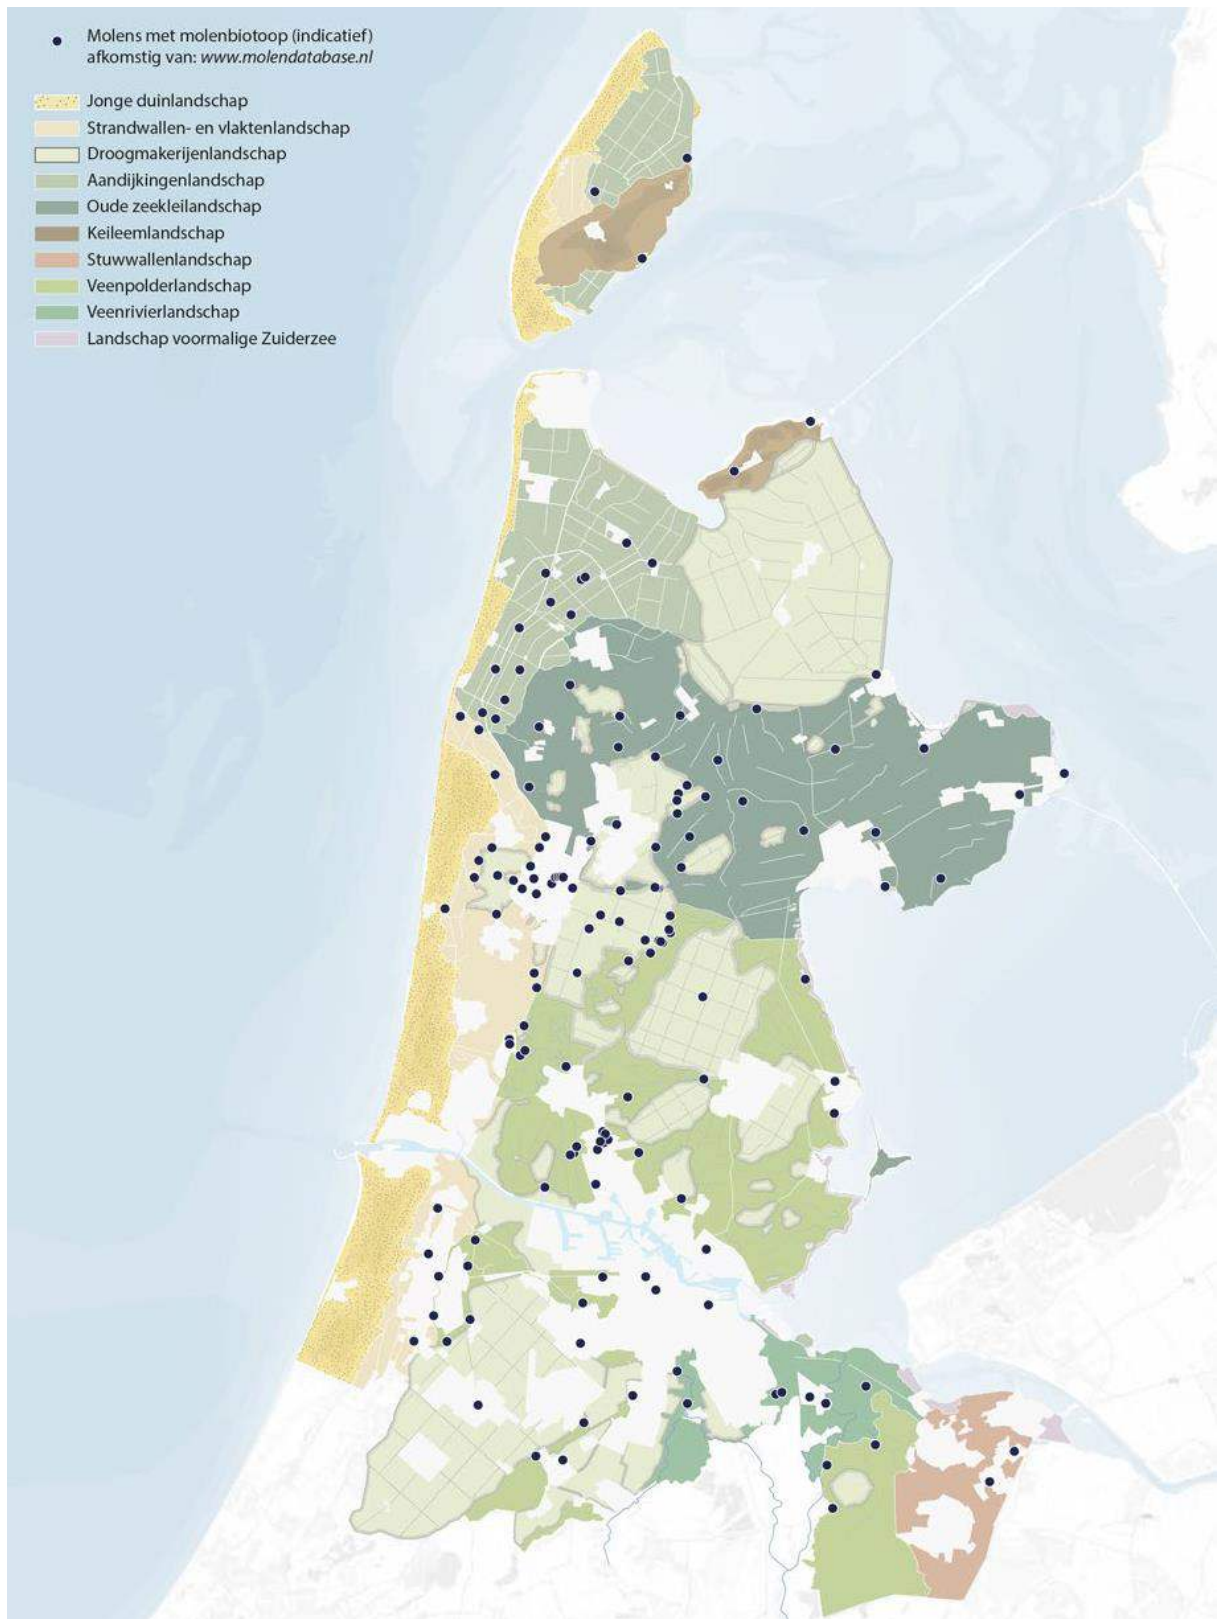 Molens met molenbiotoop (indicatief)
afkomstig van: www.molendatabase.nl
Jonge duinlandschap
Strandwallen- en vlaktenlandschap
Droogmakerijenlandschap
Aandijkingenlandschap
Oude zeekleilandschap
Keileemlandschap
Stuwwallenlandschap
Veenpolderlandschap
Veenrivierlandschap
Landschap voormalige Zuiderzee